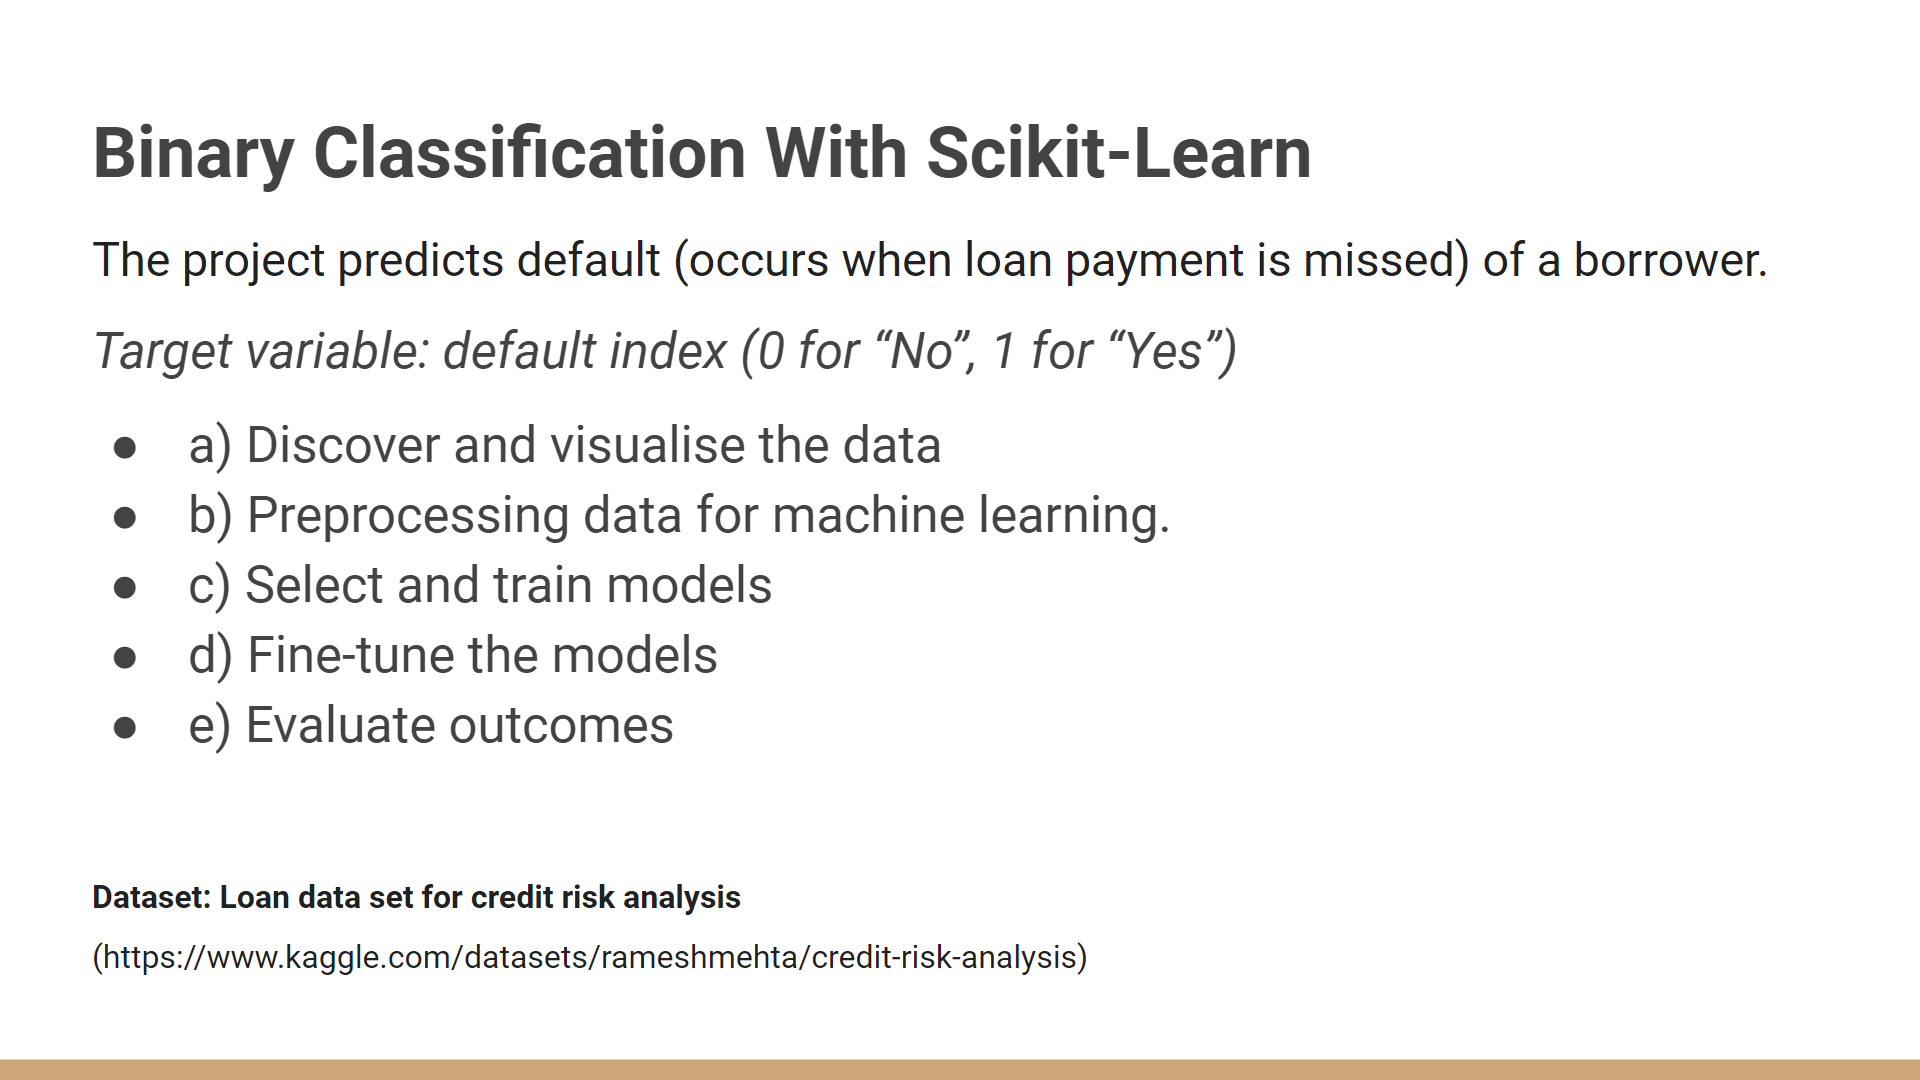 Binary Classification With Scikit-Learn
The project predicts default (occurs when loan payment is missed) of a borrower.
Target variable: default index (0 for “No”, 1 for “Yes”)
● a) Discover and visualise the data
● b) Preprocessing data for machine learning.
● c) Select and train models
● d) Fine-tune the models
● e) Evaluate outcomes
Dataset: Loan data set for credit risk analysis
(https://www.kaggle.com/datasets/rameshmehta/credit-risk-analysis)